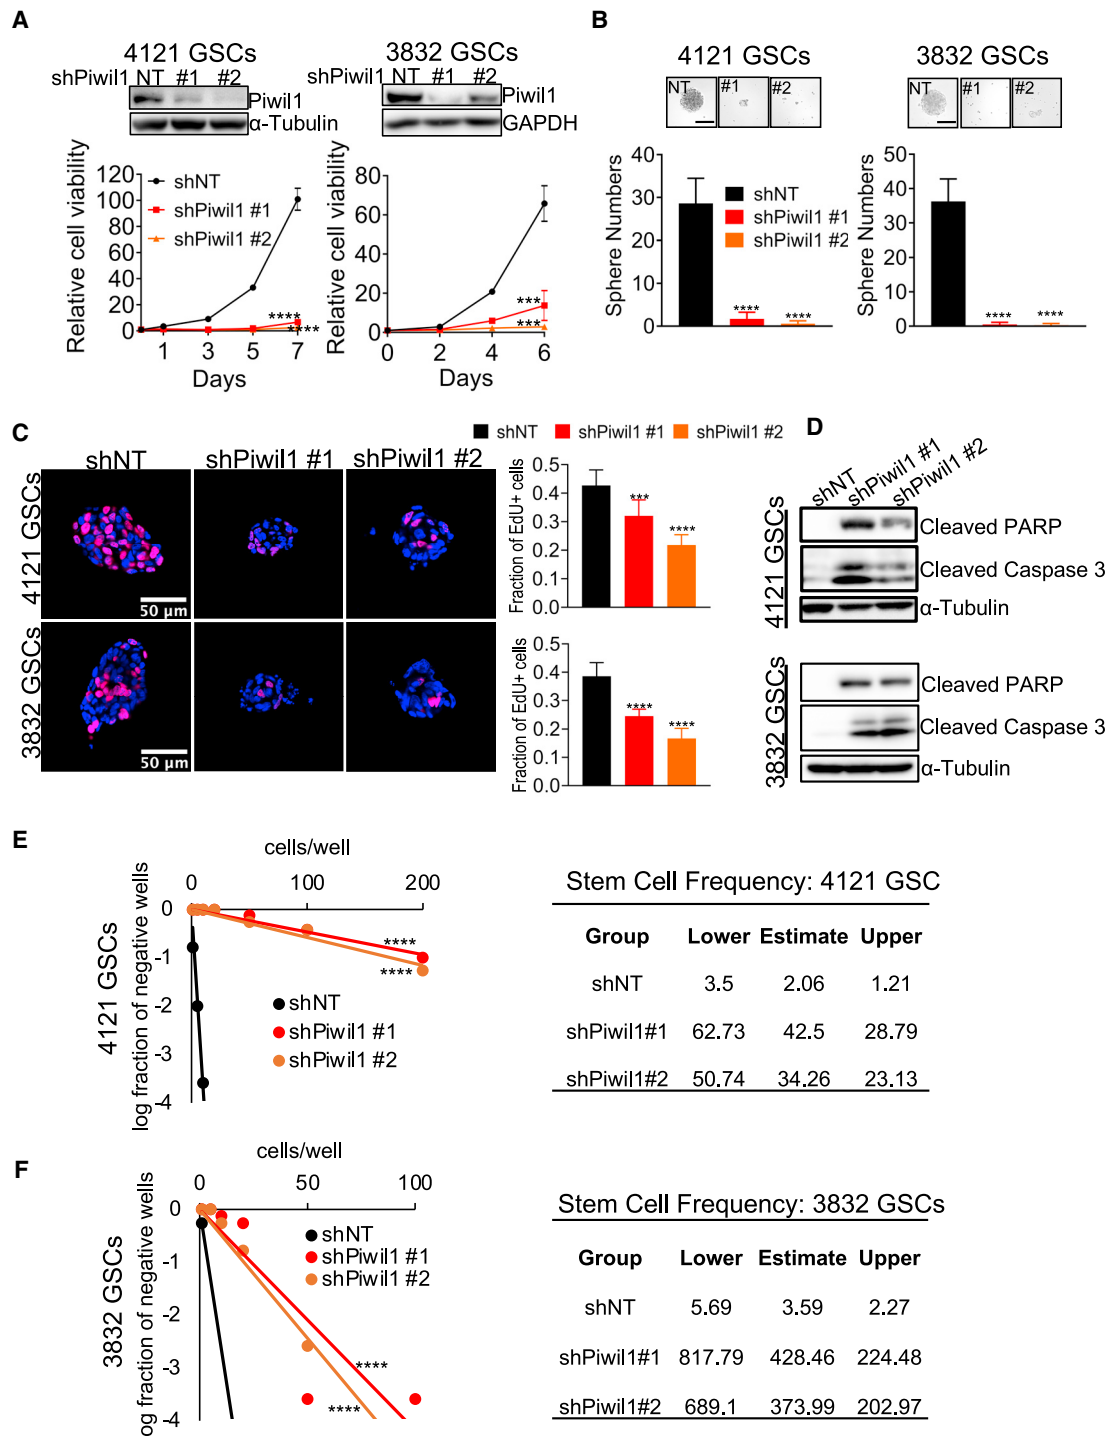 A
4121 GSCs
shPiwil1 NT #1 #2
Piwil1
α-Tubulin
3832 GSCs
shPiwil1 NT #1 #2
Piwil1
GAPDH
Relative cell viability
120
100
80
60
40
20
0
1 3 5 7
Days
shNT
shPiwil1 #1
shPiwil1 #2
****
****
Relative cell viability
80
60
40
20
0
0 2 4 6
Days
***
***
B
4121 GSCs
NT #1 #2
3832 GSCs
NT #1 #2
Sphere Numbers
40
30
20
10
0
**** ****
shNT
shPiwil1 #1
shPiwil1 #2
Sphere Numbers
50
40
30
20
10
0
**** ****
C
shNT shPiwil1 #1 shPiwil1 #2
shNT shPiwil1 #1 shPiwil1 #2
4121 GSCs
50 µm
3832 GSCs
50 µm
Fraction of EdU+ cells
0.5
0.4
0.3
0.2
0.1
0.0
***
****
Fraction of EdU+ cells
0.5
0.4
0.3
0.2
0.1
0.0
****
****
D
shNT
shPiwil1 #1
shPiwil1 #2
4121 GSCs
Cleaved PARP
Cleaved Caspase 3
α-Tubulin
3832 GSCs
Cleaved PARP
Cleaved Caspase 3
α-Tubulin
E
cells/well
0 100 200
4121 GSCs
log fraction of negative wells
0
-1
-2
-3
-4
****
****
shNT
shPiwil1 #1
shPiwil1 #2
Stem Cell Frequency: 4121 GSC
Group Lower Estimate Upper
shNT 3.5 2.06 1.21
shPiwil1#1 62.73 42.5 28.79
shPiwil1#2 50.74 34.26 23.13
F
cells/well
0 50 100
3832 GSCs
og fraction of negative wells
0
-1
-2
-3
-4
shNT
shPiwil1 #1
shPiwil1 #2
****
****
Stem Cell Frequency: 3832 GSCs
Group Lower Estimate Upper
shNT 5.69 3.59 2.27
shPiwil1#1 817.79 428.46 224.48
shPiwil1#2 689.1 373.99 202.97